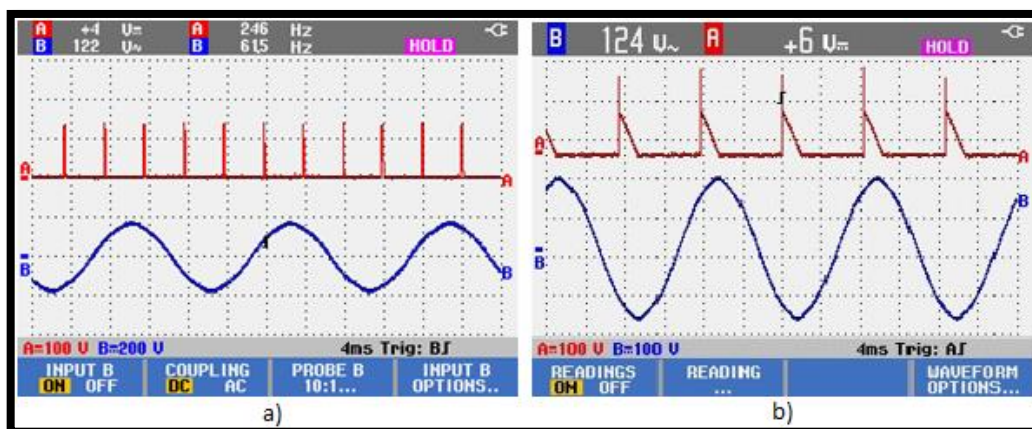 A +4 V= A 246 Hz
B 122 V~ B 61.5 Hz
HOLD
A A
B B
A=100 V B=200 V 4ms Trig: B∫
INPUT B COUPLING PROBE B INPUT B
ON OFF DC AC 10:1... OPTIONS..
a)
B 124 V~ A +6 V=
HOLD
A A
B B
A=100 V B=100 V 4ms Trig: A∫
READINGS READING WAVEFORM
ON OFF ... OPTIONS...
b)